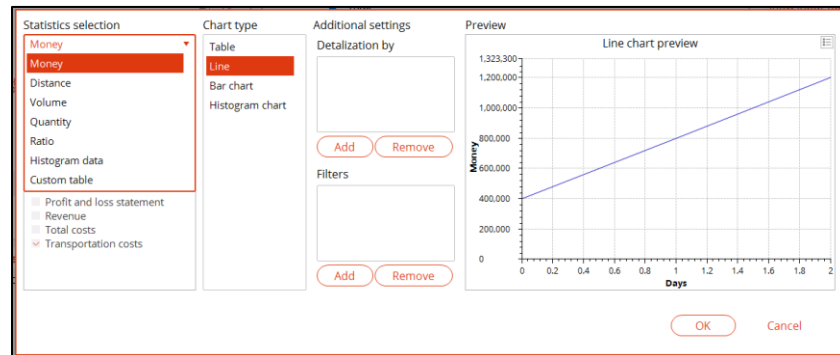 Statistics selection
Money
Money
Distance
Volume
Quantity
Ratio
Histogram data
Custom table
Profit and loss statement
Revenue
Total costs
Transportation costs
Chart type
Table
Line
Bar chart
Histogram chart
Additional settings
Detalization by
Add Remove
Filters
Add Remove
Preview
Line chart preview
1,323,300
1,200,000
1,000,000
800,000
600,000
400,000
200,000
0
Money
0 0.2 0.4 0.6 0.8 1 1.2 1.4 1.6 1.8 2
Days
OK Cancel